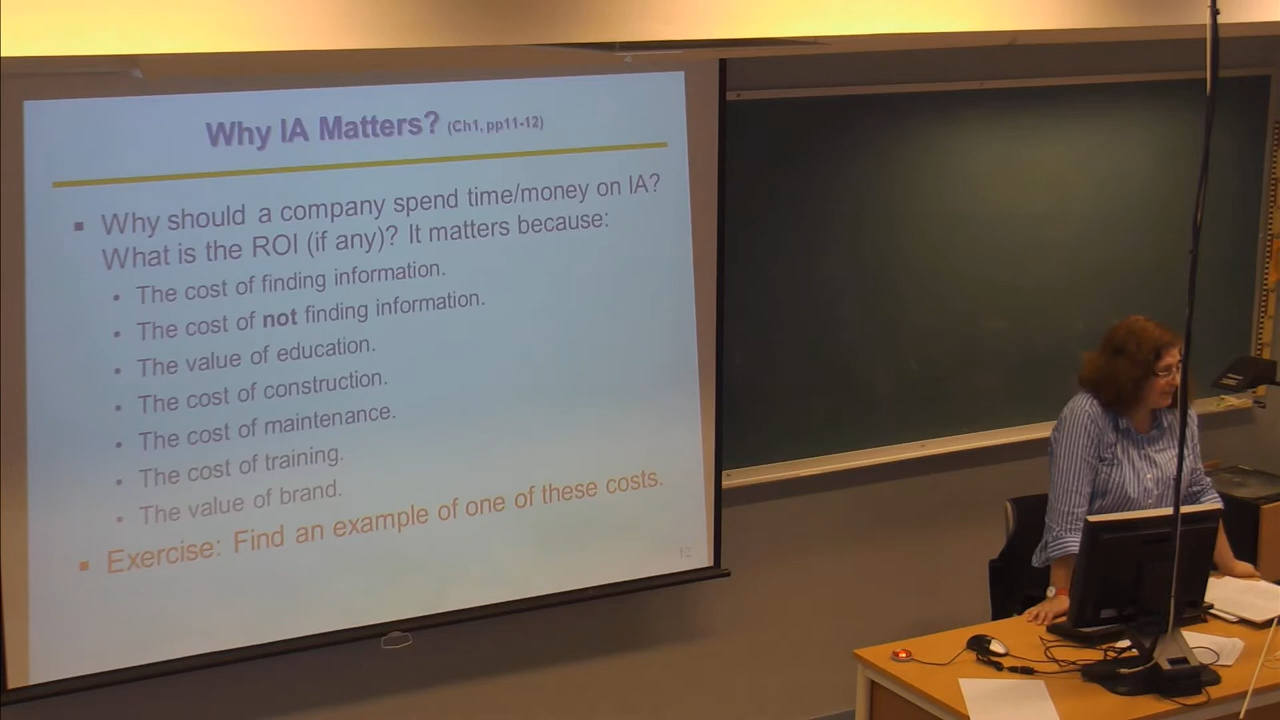 Why IA Matters? (Ch1, pp11-12)
▪ Why should a company spend time/money on IA?
What is the ROI (if any)? It matters because:
• The cost of finding information.
• The cost of not finding information.
• The value of education.
• The cost of construction.
• The cost of maintenance.
• The cost of training.
• The value of brand.
▪ Exercise: Find an example of one of these costs.
12